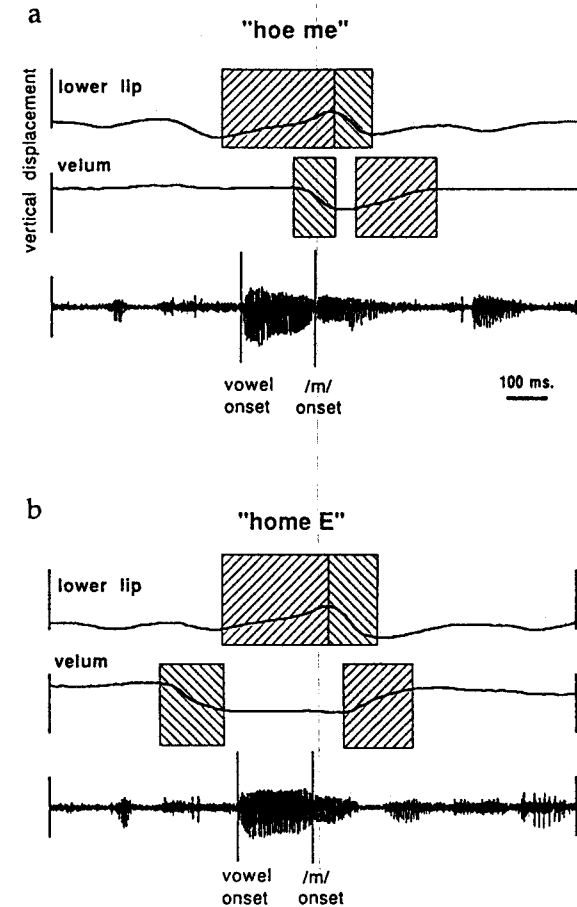 a
"hoe me"
vertical displacement
lower lip
velum
vowel onset
/m/ onset
100 ms.
b
"home E"
lower lip
velum
vowel onset
/m/ onset